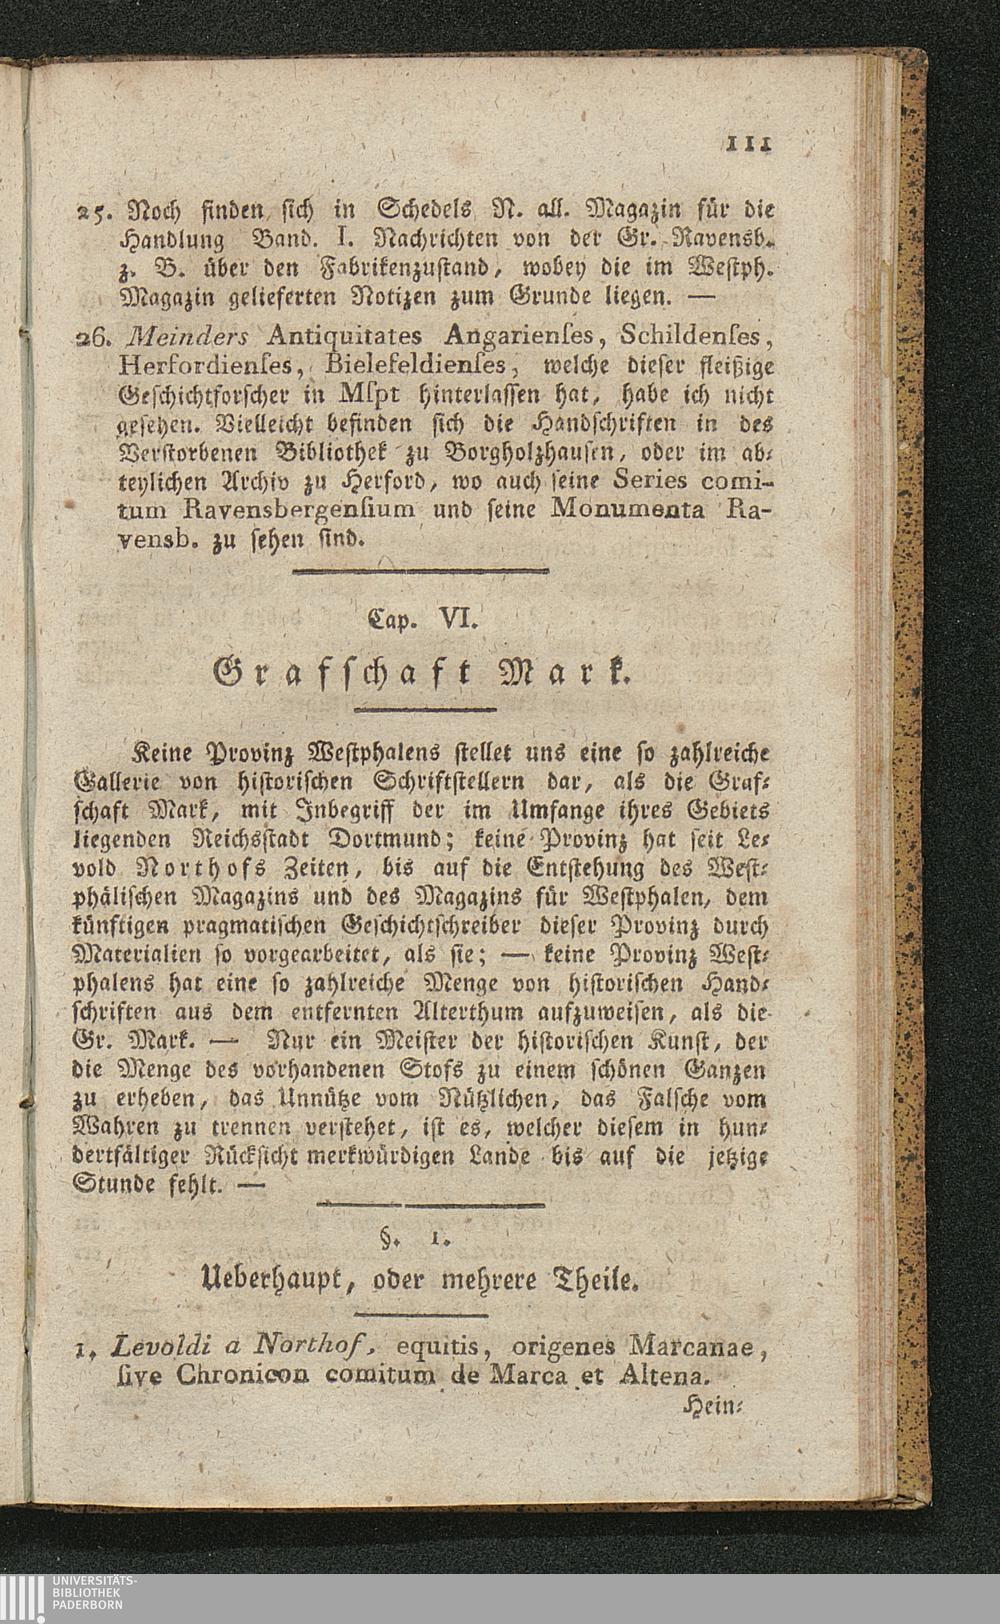 111
25. Noch finden sich in Schedels N. all. Magazin für die
Handlung Band. I. Nachrichten von der Gr. Ravensb.
z. B. über den Fabrikenzustand, wobey die im Westph.
Magazin gelieferten Notizen zum Grunde liegen. —
26. Meinders Antiquitates Angarienſes, Schildenſes,
Herfordienſes, Bielefeldienſes, welche dieser fleißige
Geschichtforscher in Mſpt hinterlassen hat, habe ich nicht
gesehen. Vielleicht befinden sich die Handschriften in des
Verstorbenen Bibliothek zu Borgholzhausen, oder im ab-
teylichen Archiv zu Herford, wo auch seine Series comi-
tum Ravensbergenſium und seine Monumenta Ra-
vensb. zu sehen sind.
Cap. VI.
Grafschaft Mark.
Keine Provinz Westphalens stellet uns eine so zahlreiche
Gallerie von historischen Schriftstellern dar, als die Graf-
schaft Mark, mit Inbegriff der im Umfange ihres Gebiets
liegenden Reichsstadt Dortmund; keine Provinz hat seit Le-
vold Northofs Zeiten, bis auf die Entstehung des West-
phälischen Magazins und des Magazins für Westphalen, dem
künftigen pragmatischen Geschichtschreiber dieser Provinz durch
Materialien so vorgearbeitet, als sie; — keine Provinz West-
phalens hat eine so zahlreiche Menge von historischen Hand-
schriften aus dem entfernten Alterthum aufzuweisen, als die
Gr. Mark. — Nur ein Meister der historischen Kunst, der
die Menge des vorhandenen Stofs zu einem schönen Ganzen
zu erheben, das Unnütze vom Nützlichen, das Falsche vom
Wahren zu trennen verstehet, ist es, welcher diesem in hun-
dertfältiger Rücksicht merkwürdigen Lande bis auf die jetzige
Stunde fehlt. —
§. 1.
Ueberhaupt, oder mehrere Theile.
1. Levoldi a Northof, equitis, origenes Marcanae,
ſive Chronicon comitum de Marca et Altena.
Hein-
UNIVERSITÄTS-
BIBLIOTHEK
PADERBORN